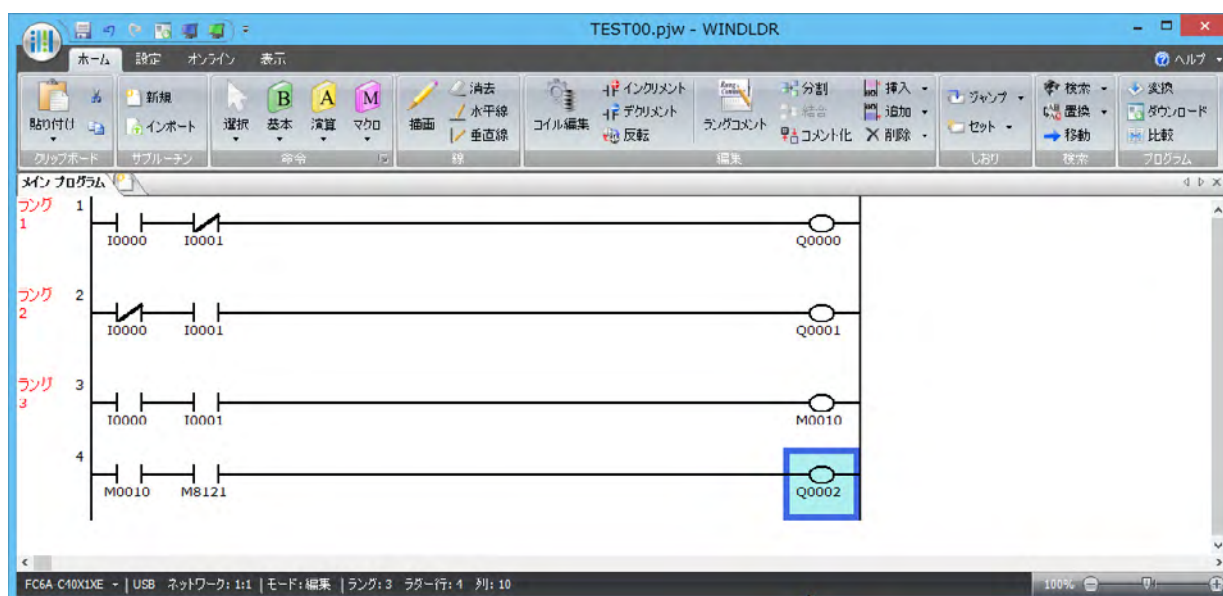 TEST00.pjw - WINDLDR
ホーム 設定 オンライン 表示 ヘルプ
消去 インクリメント 分割 挿入 ジャンプ 検索 変換
新規 水平線 デクリメント 結合 追加 置換 ダウンロード
貼り付け インポート 選択 B 基本 A 演算 M マクロ 描画 垂直線 コイル編集 反転 ラングコメント コメント化 削除 セット 移動 比較
クリップボード サブルーチン 命令 線 編集 しおり 検索 プログラム
メイン プログラム
ラング 1 1
I0000 I0001 Q0000
ラング 2 2
I0000 I0001 Q0001
ラング 3 3
I0000 I0001 M0010
4
M0010 M8121 Q0002
FC6A-C40X1XE USB ネットワーク: 1:1 | モード: 編集 | ラング: 3 ラダー行: 4 列: 10 100%